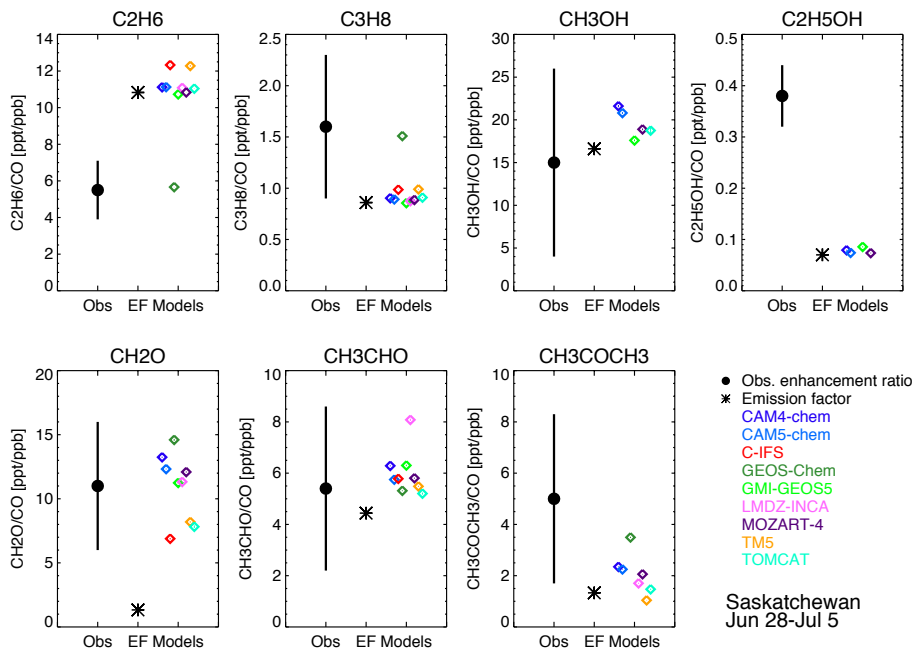 C2H6
C2H6/CO [ppt/ppb]
14
12
10
8
6
4
2
0
Obs EF Models
C3H8
C3H8/CO [ppt/ppb]
2.5
2.0
1.5
1.0
0.5
0.0
Obs EF Models
CH3OH
CH3OH/CO [ppt/ppb]
30
25
20
15
10
5
0
Obs EF Models
C2H5OH
C2H5OH/CO [ppt/ppb]
0.5
0.4
0.3
0.2
0.1
0.0
Obs EF Models
CH2O
CH2O/CO [ppt/ppb]
20
15
10
5
0
Obs EF Models
CH3CHO
CH3CHO/CO [ppt/ppb]
10
8
6
4
2
0
Obs EF Models
CH3COCH3
CH3COCH3/CO [ppt/ppb]
10
8
6
4
2
0
Obs EF Models
Obs. enhancement ratio
Emission factor
CAM4-chem
CAM5-chem
C-IFS
GEOS-Chem
GMI-GEOS5
LMDZ-INCA
MOZART-4
TM5
TOMCAT
Saskatchewan
Jun 28-Jul 5